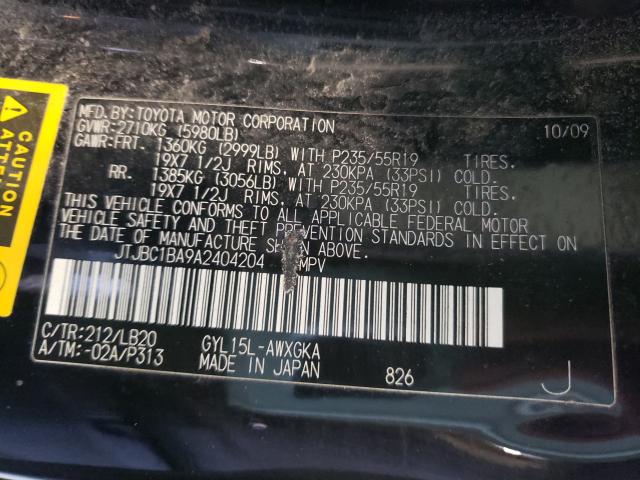 CAUTION
ATTEN
MFD.BY:TOYOTA MOTOR CORPORATION 10/09
GVWR:2710KG (5980LB)
GAWR:FRT. 1360KG (2999LB) WITH P235/55R19 TIRES.
19X7 1/2J RIMS, AT 230KPA (33PSI) COLD.
RR. 1385KG (3056LB) WITH P235/55R19 TIRES.
19X7 1/2J RIMS, AT 230KPA (33PSI) COLD.
THIS VEHICLE CONFORMS TO ALL APPLICABLE FEDERAL MOTOR
VEHICLE SAFETY AND THEFT PREVENTION STANDARDS IN EFFECT ON
THE DATE OF MANUFACTURE SHOWN ABOVE.
JTJBC1BA9A2404204 MPV
C/TR:212/LB20 GYL15L-AWXGKA
A/TM:-02A/P313 MADE IN JAPAN 826 J